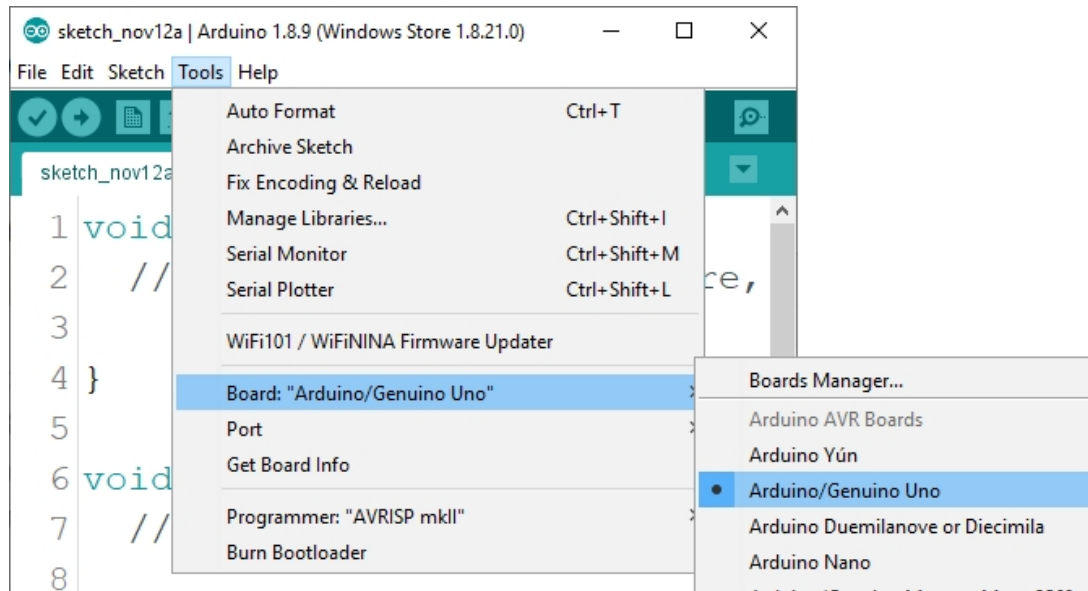 sketch_nov12a | Arduino 1.8.9 (Windows Store 1.8.21.0)
File Edit Sketch Tools Help
sketch_nov12a
Auto Format Ctrl+T
Archive Sketch
Fix Encoding & Reload
Manage Libraries... Ctrl+Shift+I
Serial Monitor Ctrl+Shift+M
Serial Plotter Ctrl+Shift+L
WiFi101 / WiFiNINA Firmware Updater
Board: "Arduino/Genuino Uno"
Port
Get Board Info
Programmer: "AVRISP mkII"
Burn Bootloader
Boards Manager...
Arduino AVR Boards
Arduino Yún
Arduino/Genuino Uno
Arduino Duemilanove or Diecimila
Arduino Nano
1 void
2 // re,
3
4 }
5
6 void
7 //
8